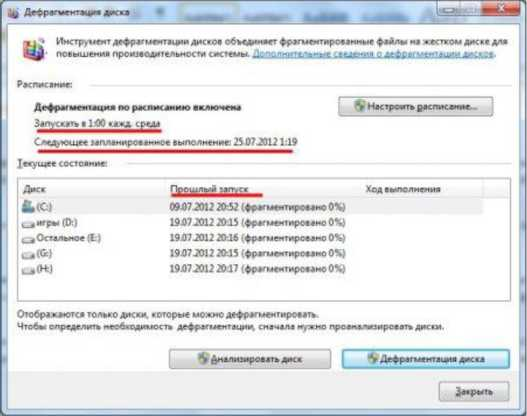 Дефрагментация диска
Инструмент дефрагментации дисков объединяет фрагментированные файлы на жестком диске для
повышения производительности системы. Дополнительные сведения о дефрагментации дисков.
Расписание:
Дефрагментация по расписанию включена
Настроить расписание...
Запускать в 1:00 кажд. среда
Следующее запланированное выполнение: 25.07.2012 1:19
Текущее состояние:
Диск Прошлый запуск Ход выполнения
(C:) 09.07.2012 20:52 (фрагментировано 0%)
игры (D:) 19.07.2012 20:15 (фрагментировано 0%)
Остальное (E:) 19.07.2012 20:16 (фрагментировано 0%)
(G:) 19.07.2012 20:15 (фрагментировано 0%)
(H:) 19.07.2012 20:17 (фрагментировано 0%)
Отображаются только диски, которые можно дефрагментировать.
Чтобы определить необходимость дефрагментации, сначала нужно проанализировать диски.
Анализировать диск Дефрагментация диска
Закрыть